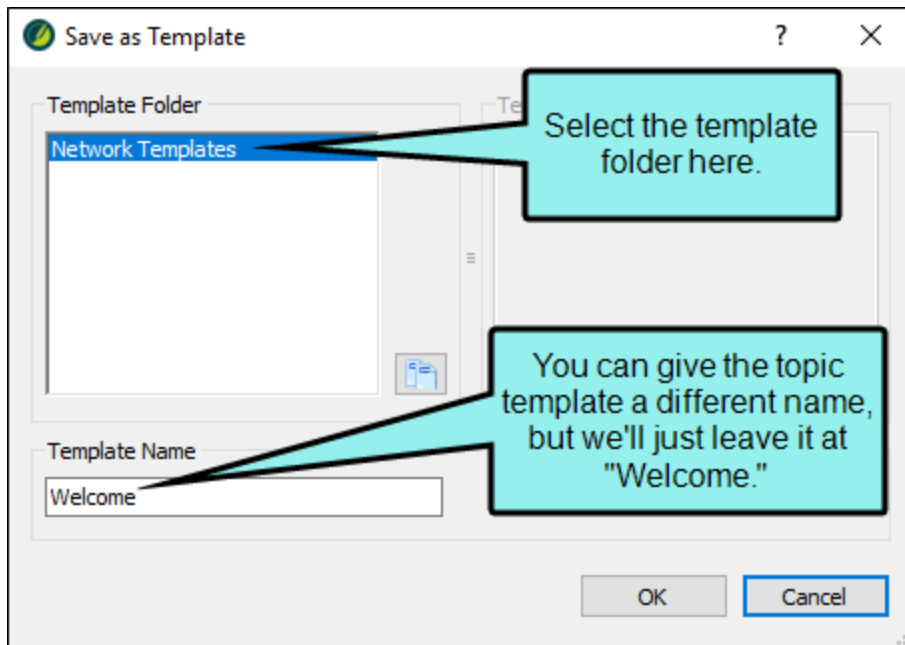 Save as Template
?
Template Folder
Te
Network Templates
Select the template
folder here.
You can give the topic
template a different name,
but we'll just leave it at
"Welcome."
Template Name
Welcome
OK
Cancel